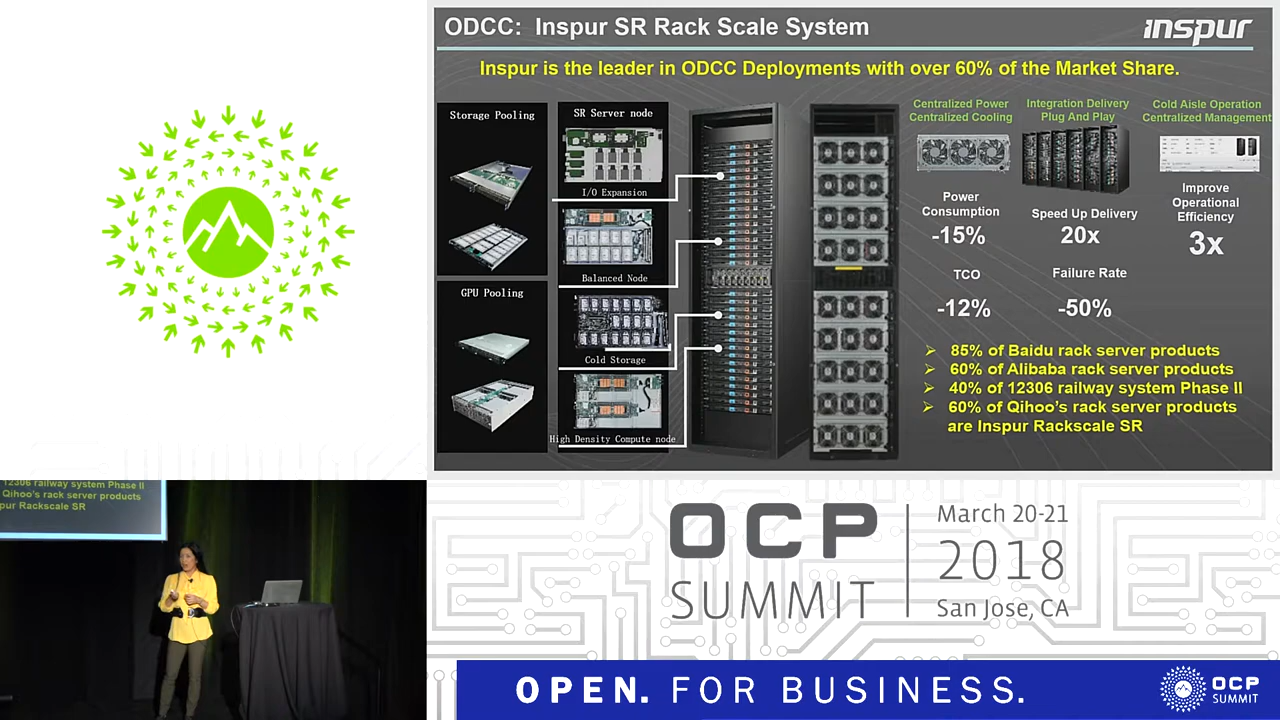 ODCC: Inspur SR Rack Scale System
inspur
Inspur is the leader in ODCC Deployments with over 60% of the Market Share.
Storage Pooling
GPU Pooling
SR Server node
I/O Expansion
Balanced Node
Cold Storage
High Density Compute node
Centralized Power
Centralized Cooling
Integration Delivery
Plug And Play
Cold Aisle Operation
Centralized Management
Power
Consumption
-15%
Speed Up Delivery
20x
Improve
Operational
Efficiency
3x
TCO
-12%
Failure Rate
-50%
85% of Baidu rack server products
60% of Alibaba rack server products
40% of 12306 railway system Phase II
60% of Qihoo's rack server products
are Inspur Rackscale SR
12306 railway system Phase II
Qihoo's rack server products
pur Rackscale SR
OCP
SUMMIT
March 20-21
2018
San Jose, CA
OPEN. FOR BUSINESS.
OCP
SUMMIT